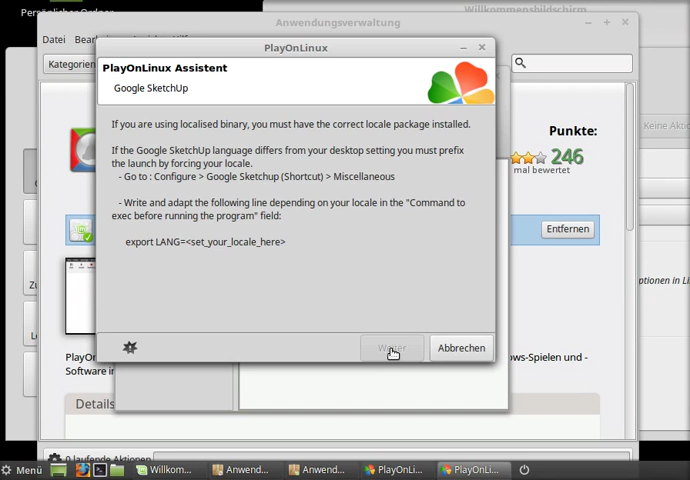 Persönlicher Ordner
Willkommensbildschirm
Anwendungsverwaltung
Datei
Kategorien
PlayOnLinux
PlayOnLinux Assistent
Google SketchUp
If you are using localised binary, you must have the correct locale package installed.
If the Google SketchUp language differs from your desktop setting you must prefix
the launch by forcing your locale.
- Go to : Configure > Google Sketchup (Shortcut) > Miscellaneous
- Write and adapt the following line depending on your locale in the "Command to
exec before running the program" field:
export LANG=<set_your_locale_here>
Weiter
Abbrechen
Punkte:
246
mal bewertet
Keine Aktio
Entfernen
ptionen in Li
PlayOn
ows-Spielen und -
Software i
Details
0 laufende Aktionen
Menü
Willkom...
Anwend...
Anwend...
PlayOnLi...
PlayOnLi...